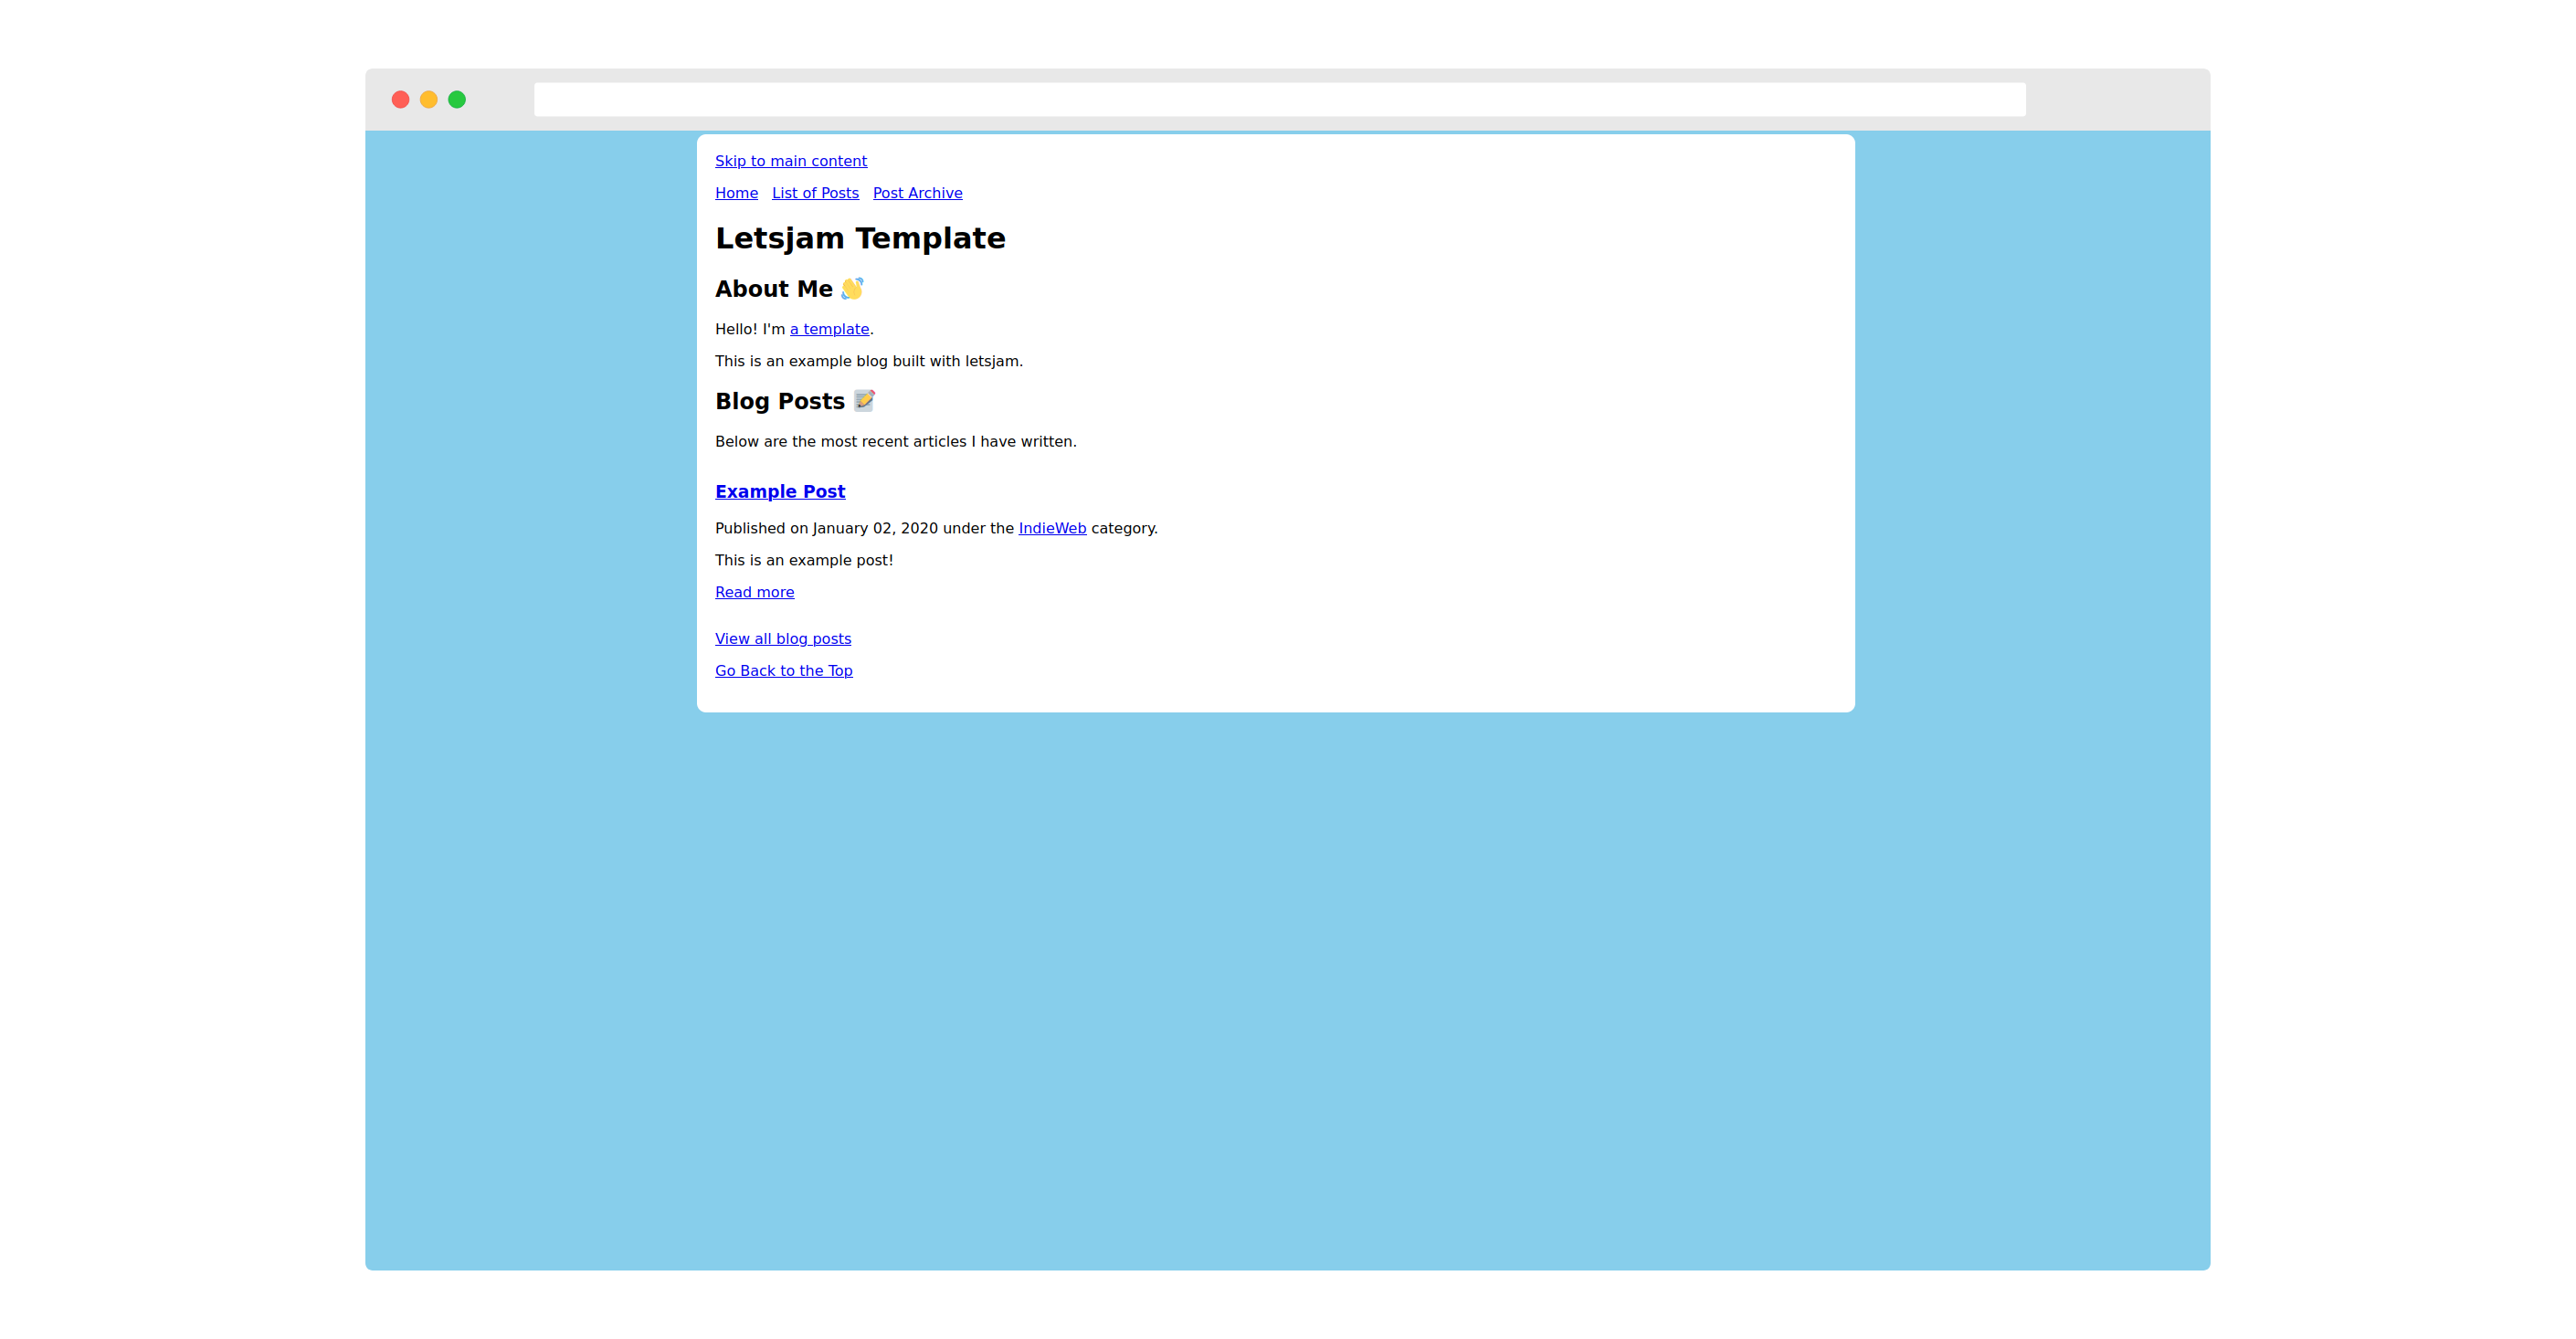 Skip to main content
Home List of Posts Post Archive
Letsjam Template
About Me 👋
Hello! I'm a template.
This is an example blog built with letsjam.
Blog Posts 📝
Below are the most recent articles I have written.
Example Post
Published on January 02, 2020 under the IndieWeb category.
This is an example post!
Read more
View all blog posts
Go Back to the Top